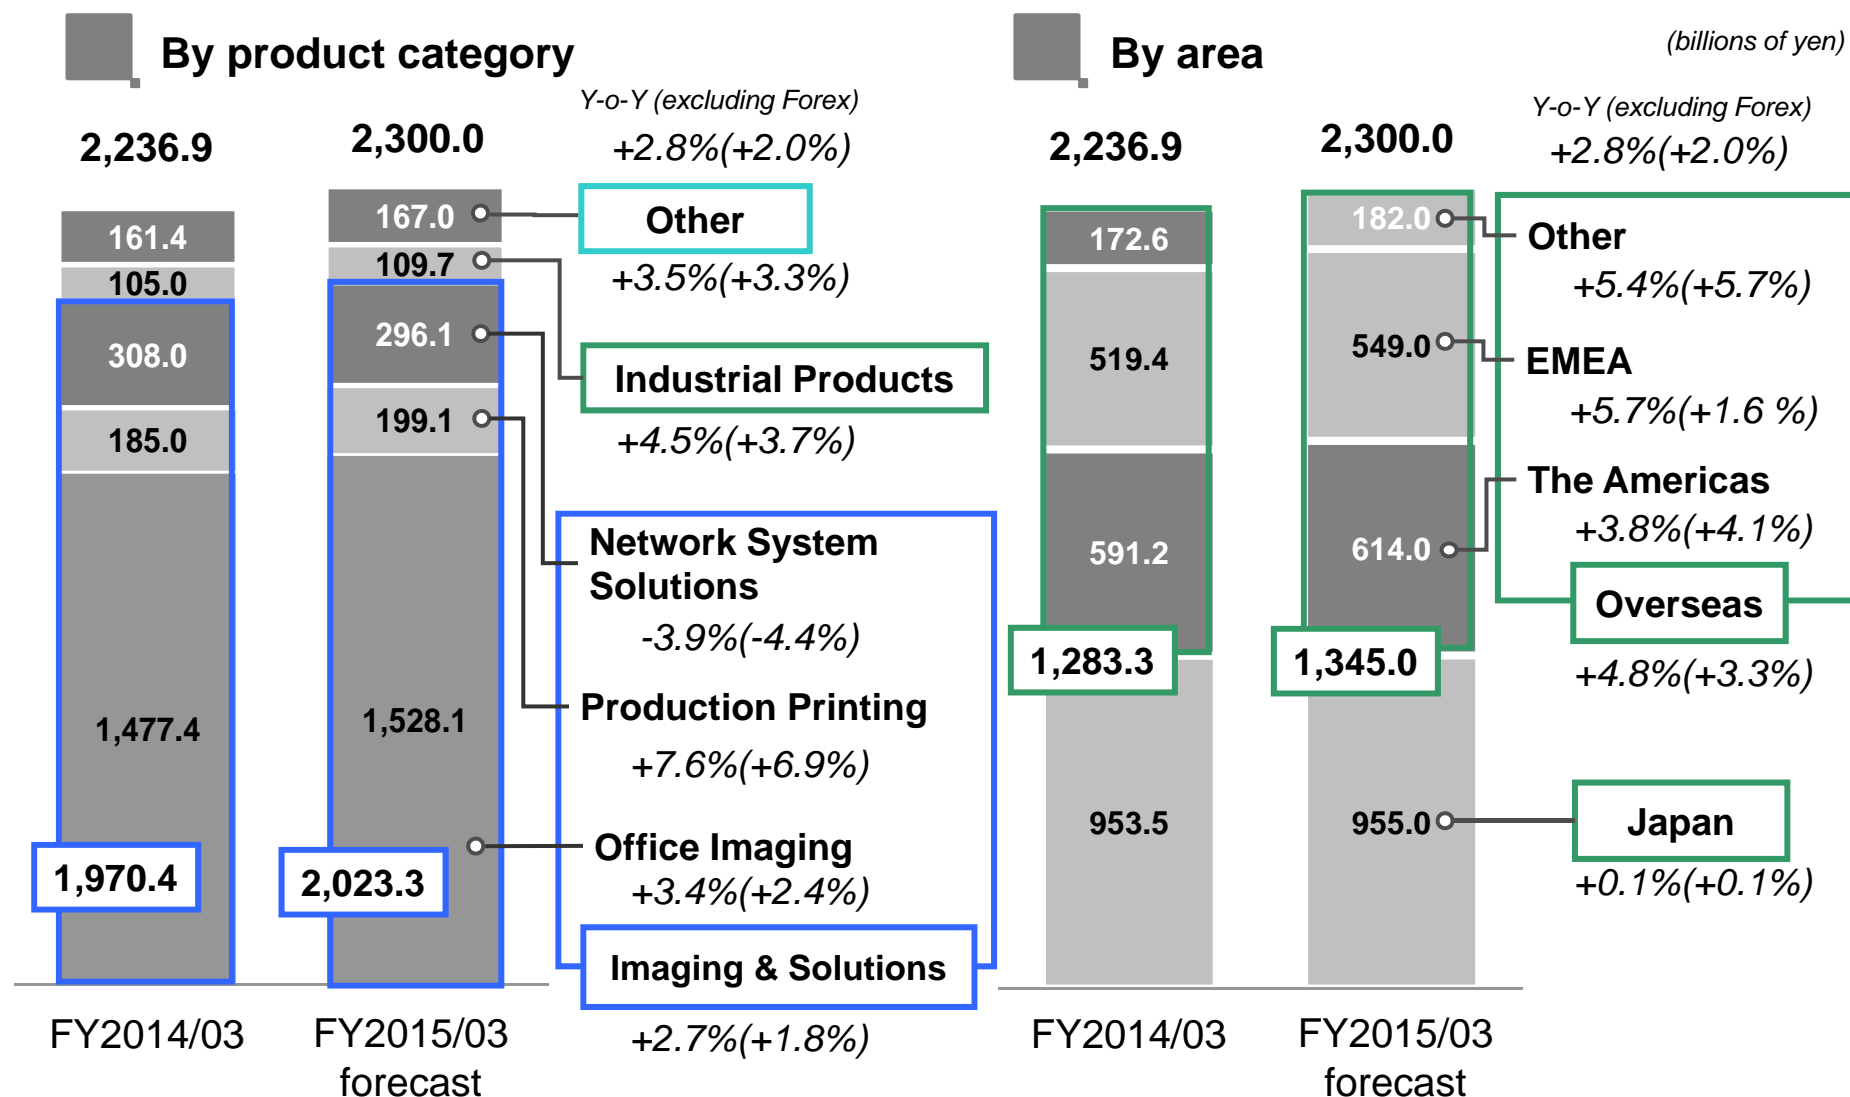 By product category
Y-o-Y (excluding Forex)
2,236.9
2,300.0
+2.8%(+2.0%)
161.4
105.0
308.0
185.0
1,477.4
1,970.4
167.0
109.7
296.1
199.1
1,528.1
2,023.3
Other
+3.5%(+3.3%)
Industrial Products
+4.5%(+3.7%)
Network System
Solutions
-3.9%(-4.4%)
Production Printing
+7.6%(+6.9%)
Office Imaging
+3.4%(+2.4%)
Imaging & Solutions
+2.7%(+1.8%)
FY2014/03
FY2015/03
forecast
By area
(billions of yen)
Y-o-Y (excluding Forex)
2,236.9
2,300.0
+2.8%(+2.0%)
172.6
519.4
591.2
1,283.3
953.5
182.0
549.0
614.0
1,345.0
955.0
Other
+5.4%(+5.7%)
EMEA
+5.7%(+1.6 %)
The Americas
+3.8%(+4.1%)
Overseas
+4.8%(+3.3%)
Japan
+0.1%(+0.1%)
FY2014/03
FY2015/03
forecast